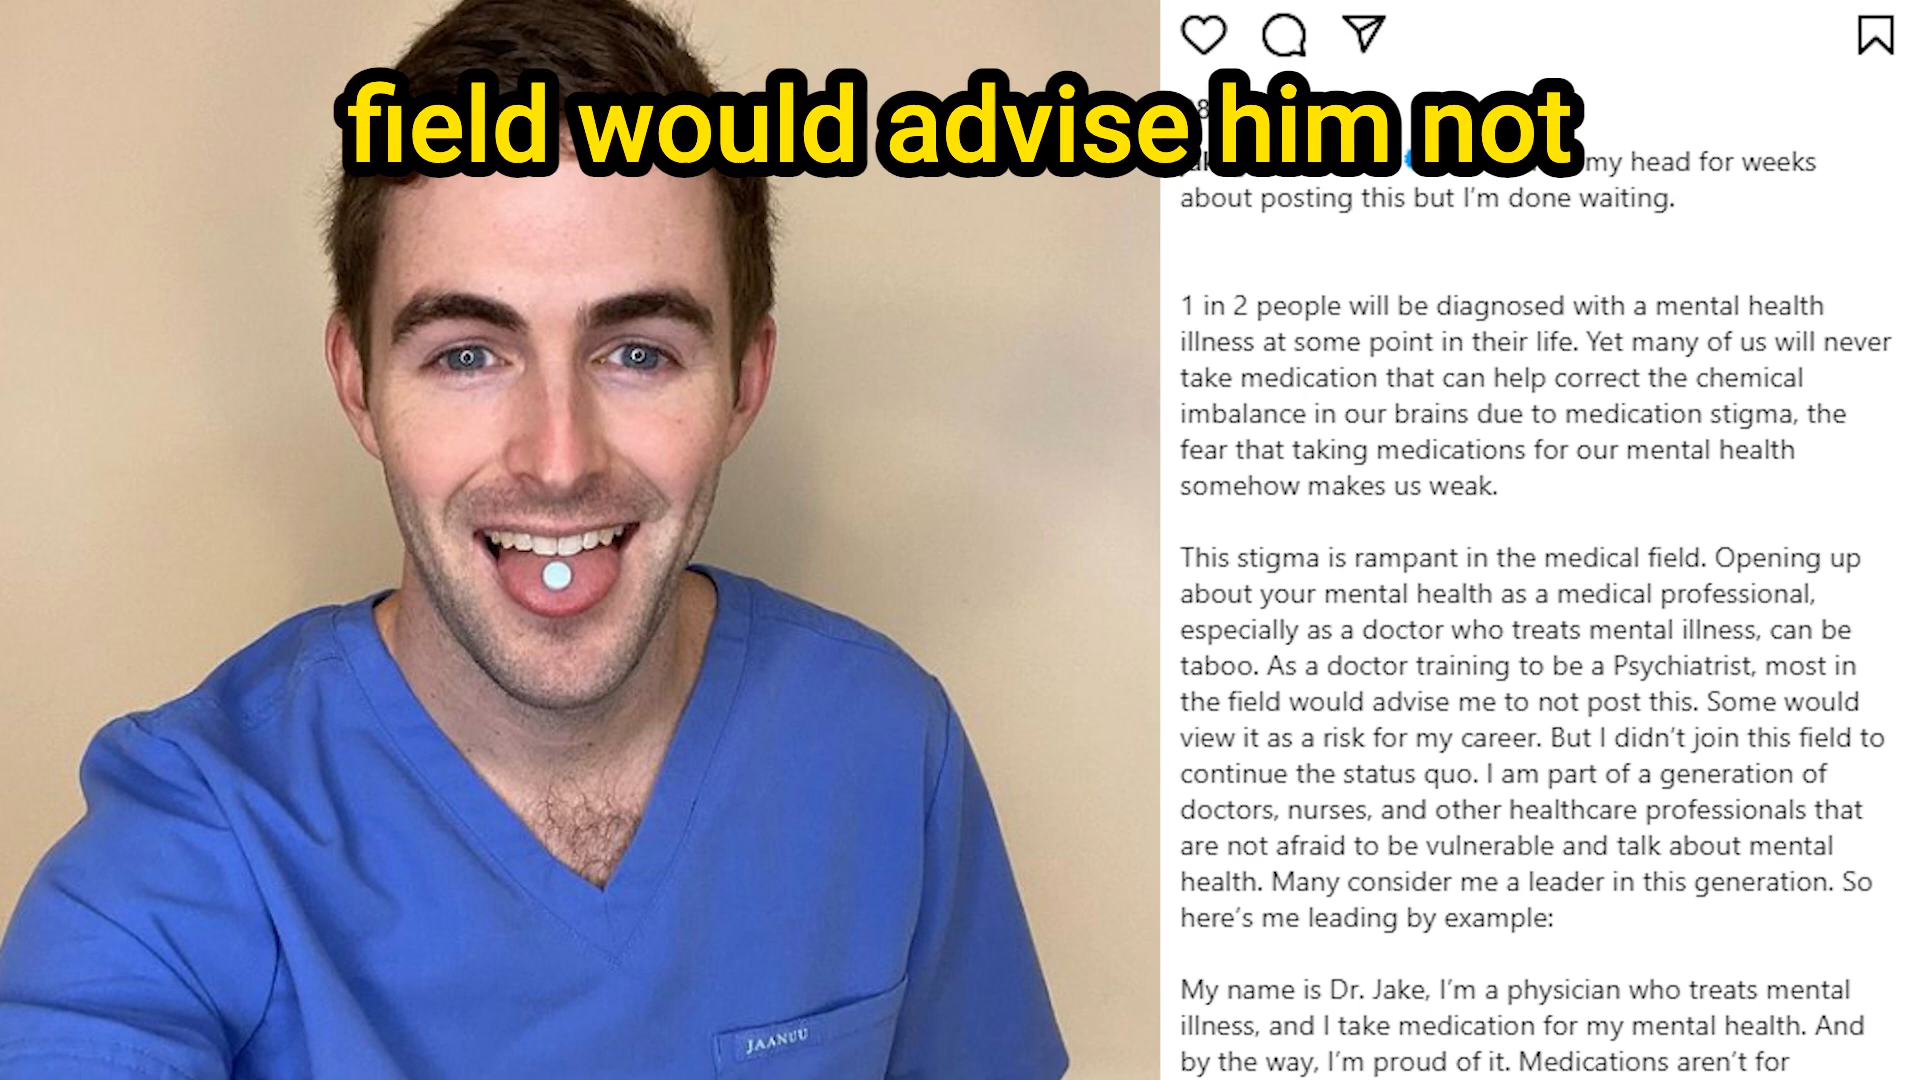 field would advise him not
8
my head for weeks
about posting this but I'm done waiting.
1 in 2 people will be diagnosed with a mental health
illness at some point in their life. Yet many of us will never
take medication that can help correct the chemical
imbalance in our brains due to medication stigma, the
fear that taking medications for our mental health
somehow makes us weak.
This stigma is rampant in the medical field. Opening up
about your mental health as a medical professional,
especially as a doctor who treats mental illness, can be
taboo. As a doctor training to be a Psychiatrist, most in
the field would advise me to not post this. Some would
view it as a risk for my career. But I didn't join this field to
continue the status quo. I am part of a generation of
doctors, nurses, and other healthcare professionals that
are not afraid to be vulnerable and talk about mental
health. Many consider me a leader in this generation. So
here's me leading by example:
My name is Dr. Jake, I'm a physician who treats mental
illness, and I take medication for my mental health. And
by the way, I'm proud of it. Medications aren't for
JAANUU